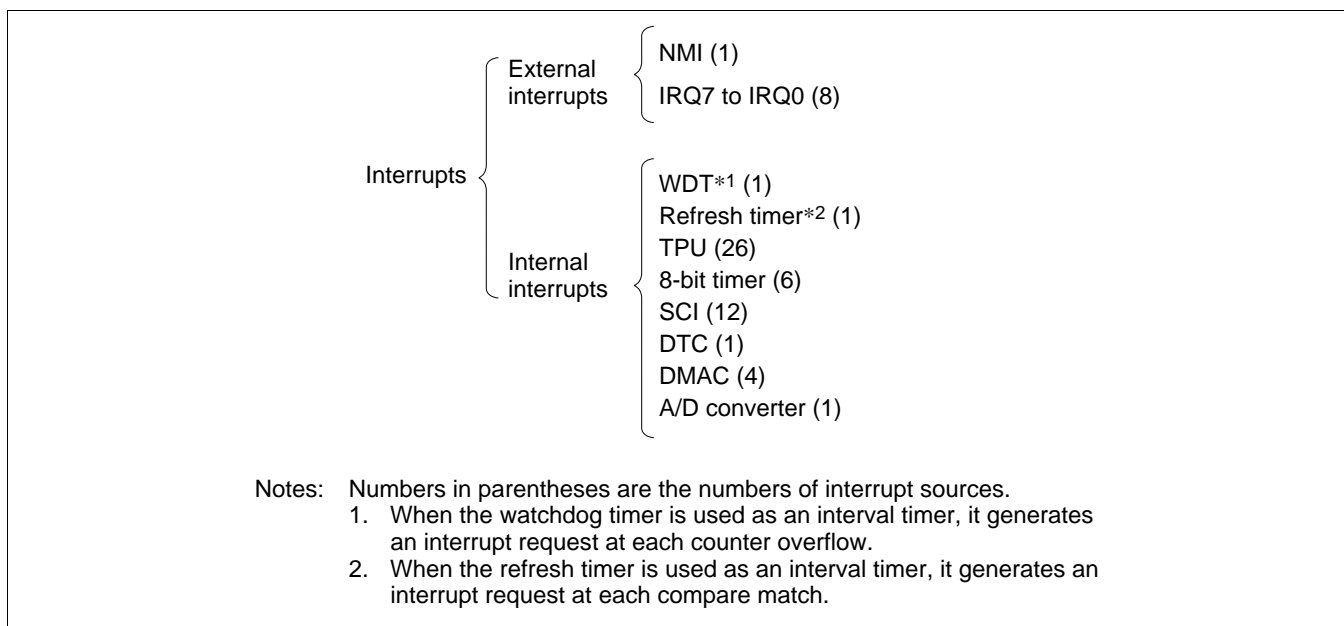 Interrupts
External
interrupts
NMI (1)
IRQ7 to IRQ0 (8)
Internal
interrupts
WDT*1 (1)
Refresh timer*2 (1)
TPU (26)
8-bit timer (6)
SCI (12)
DTC (1)
DMAC (4)
A/D converter (1)
Notes: Numbers in parentheses are the numbers of interrupt sources.
1. When the watchdog timer is used as an interval timer, it generates
an interrupt request at each counter overflow.
2. When the refresh timer is used as an interval timer, it generates an
interrupt request at each compare match.